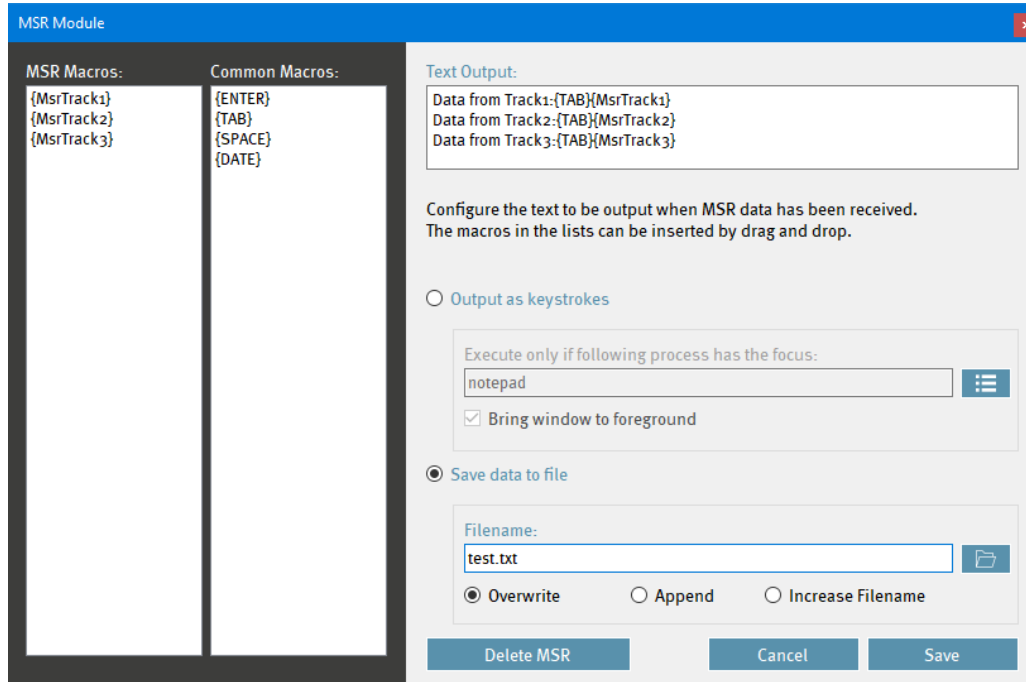 MSR Module
x
MSR Macros:
{MsrTrack1}
{MsrTrack2}
{MsrTrack3}
Common Macros:
{ENTER}
{TAB}
{SPACE}
{DATE}
Text Output:
Data from Track1:{TAB}{MsrTrack1}
Data from Track2:{TAB}{MsrTrack2}
Data from Track3:{TAB}{MsrTrack3}
Configure the text to be output when MSR data has been received.
The macros in the lists can be inserted by drag and drop.
Output as keystrokes
Execute only if following process has the focus:
notepad
Bring window to foreground
Save data to file
Filename:
test.txt
Overwrite Append Increase Filename
Delete MSR Cancel Save